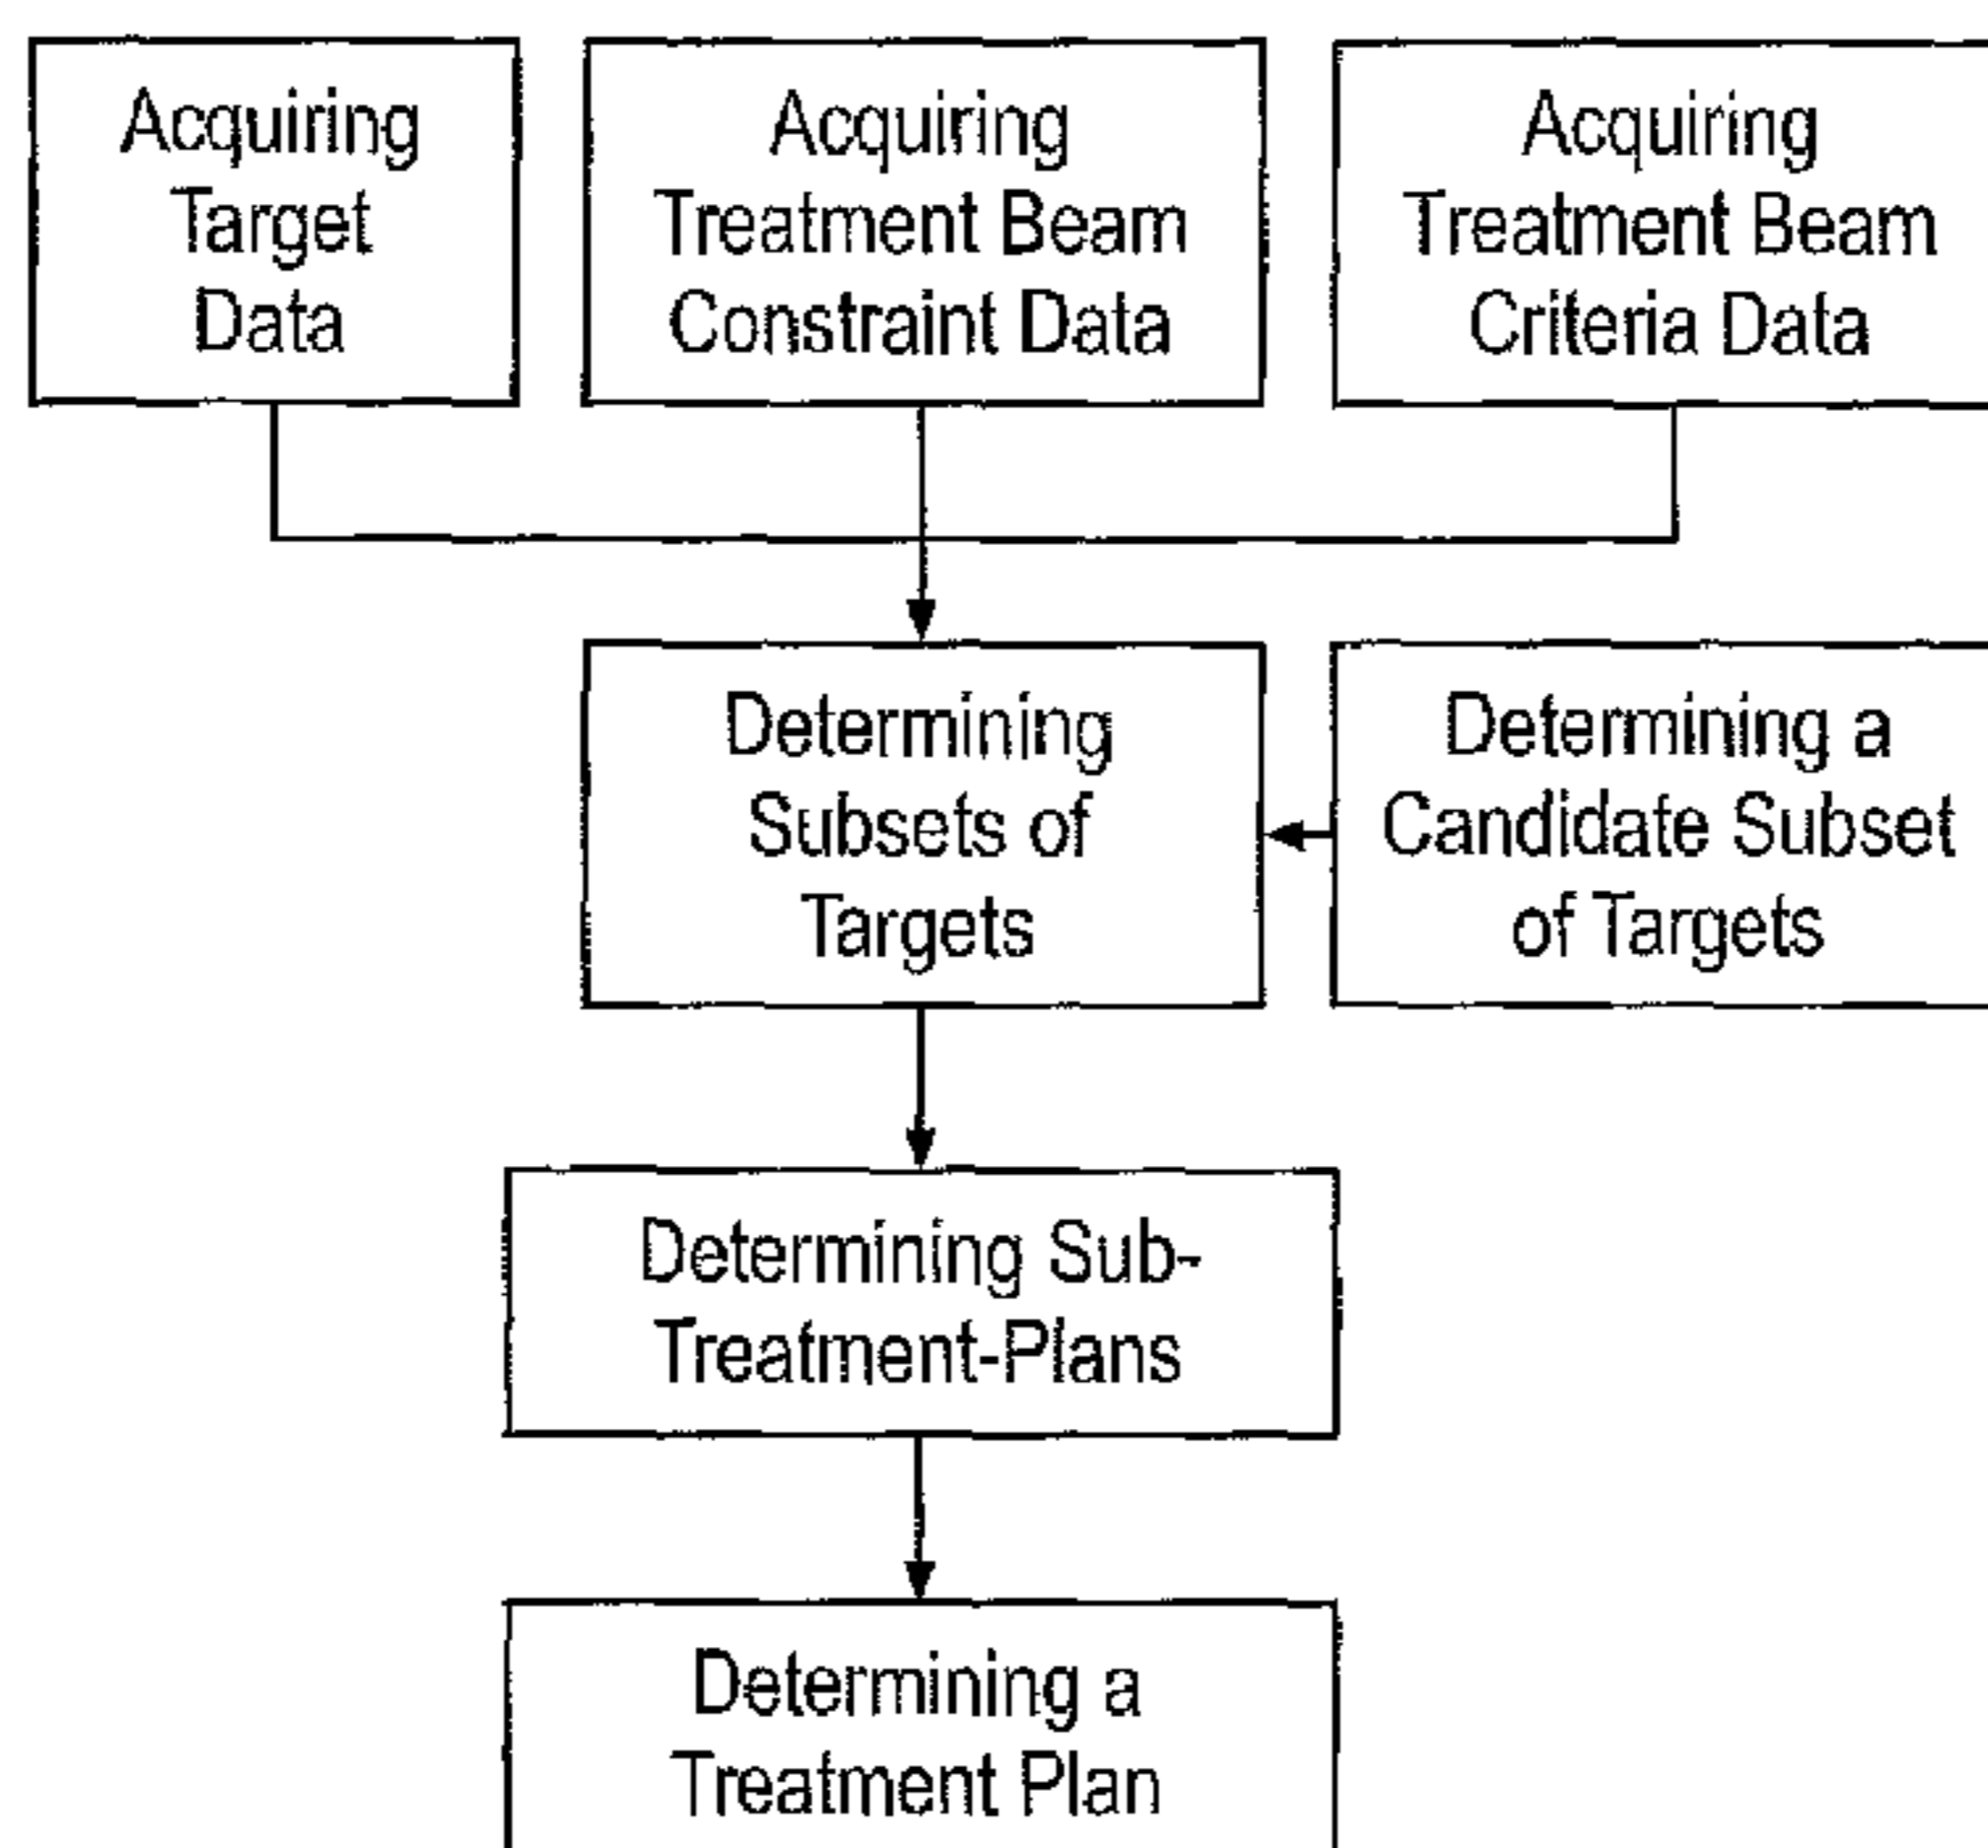 Acquiring
Target
Data
Acquiring
Treatment Beam
Constraint Data
Acquiring
Treatment Beam
Criteria Data
Determining
Subsets of
Targets
Determining a
Candidate Subset
of Targets
Determining Sub-
Treatment-Plans
Determining a
Treatment Plan